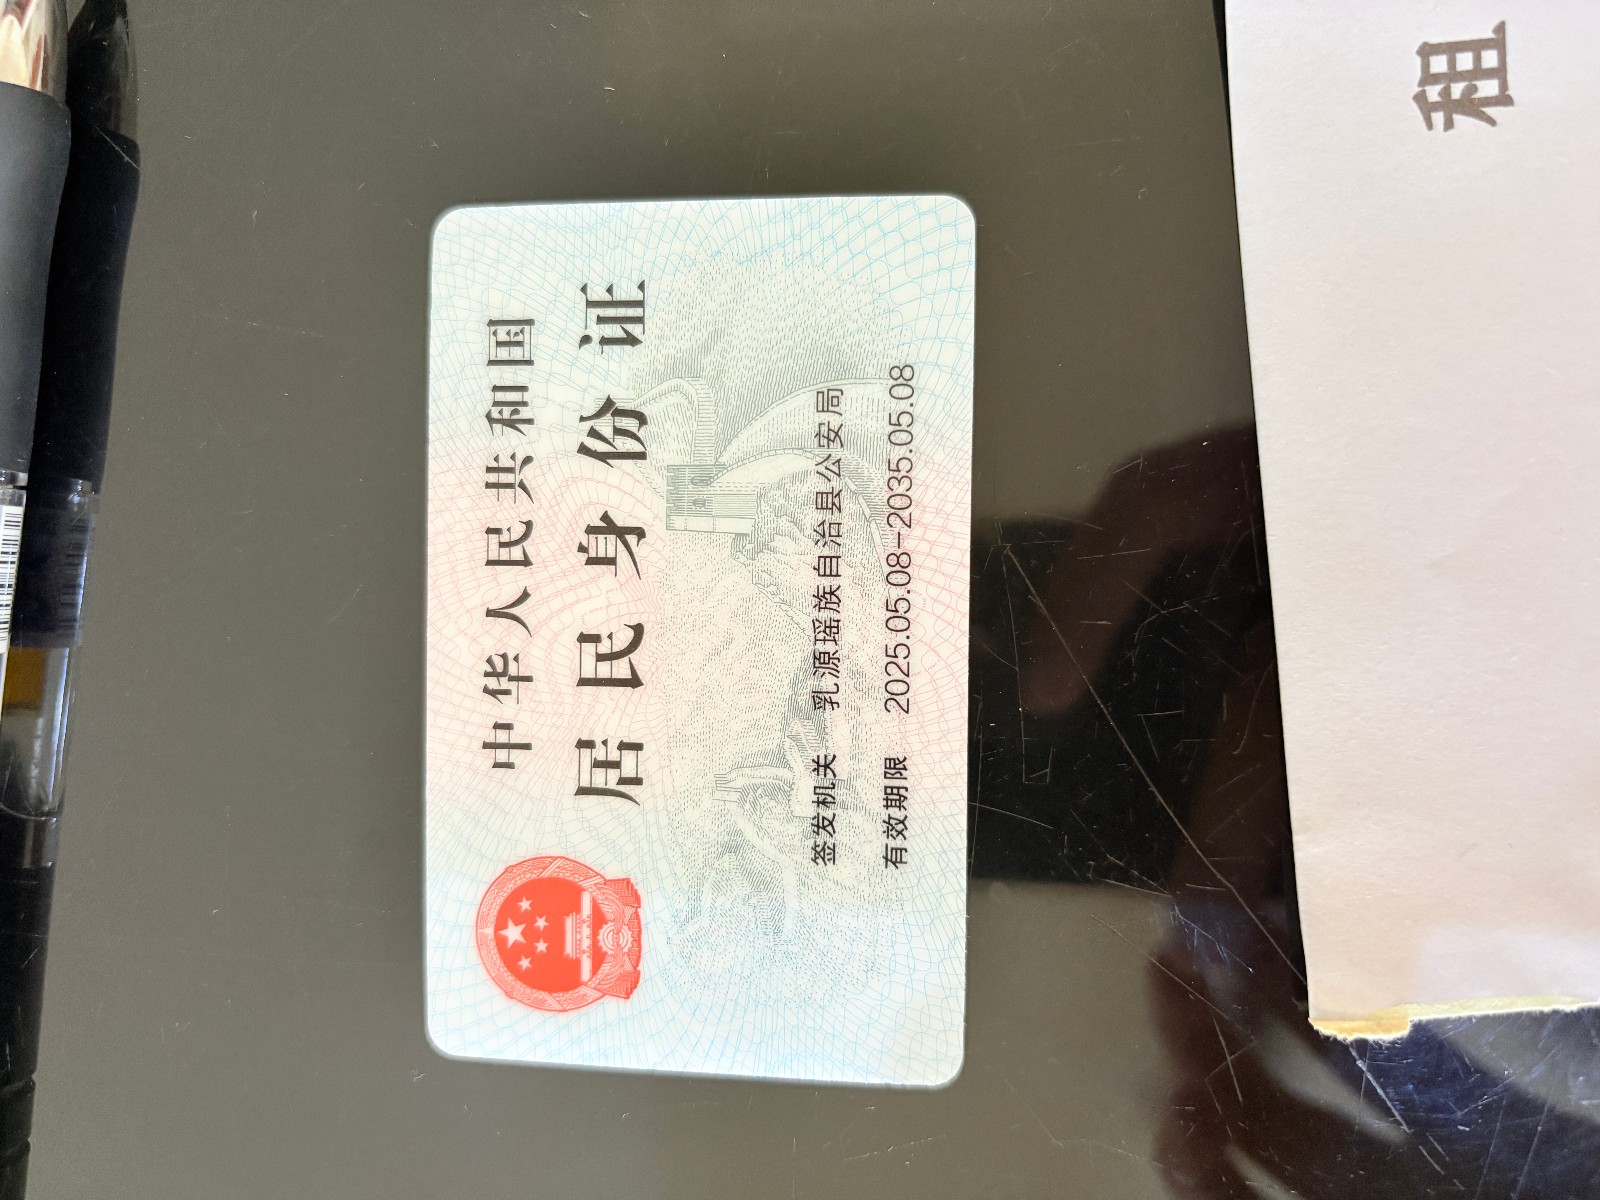 中华人民共和国
居民身份证
签发机关 乳源瑶族自治县公安局
有效期限 2025.05.08-2035.05.08
租